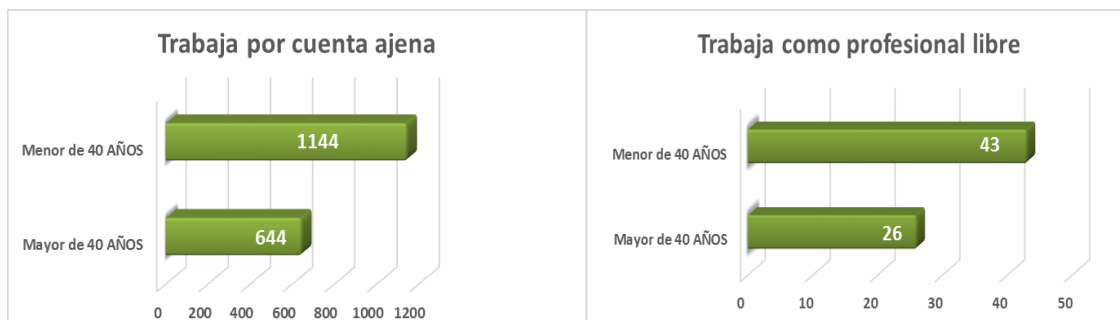 Trabaja por cuenta ajena
Menor de 40 AÑOS
1144
Mayor de 40 AÑOS
644
0 200 400 600 800 1000 1200
Trabaja como profesional libre
Menor de 40 AÑOS
43
Mayor de 40 AÑOS
26
0 10 20 30 40 50